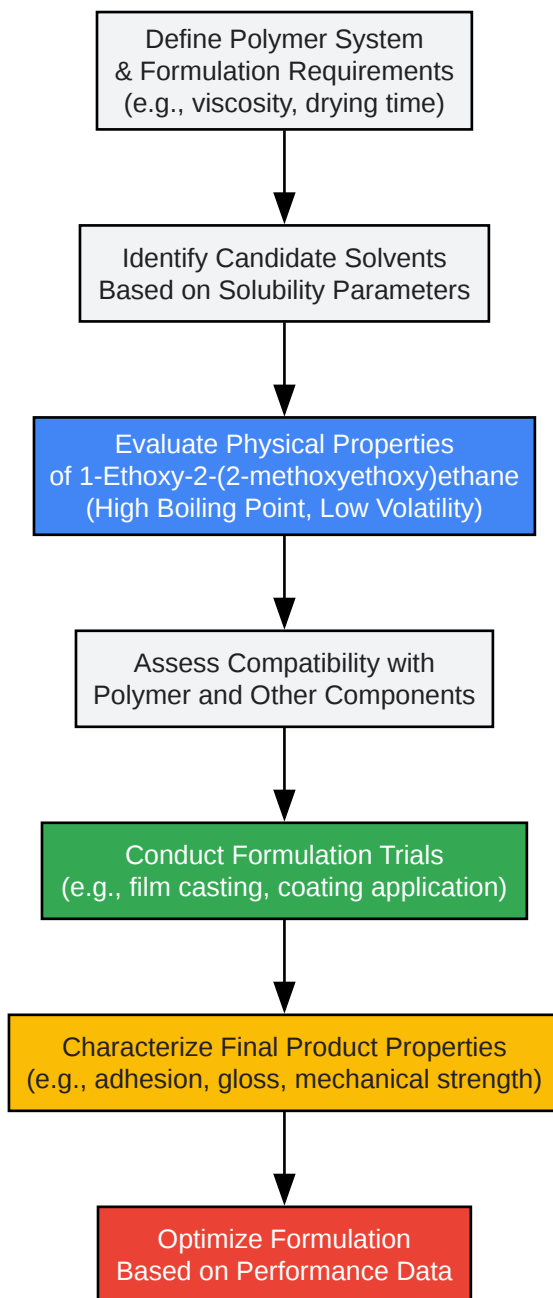 Define Polymer System
& Formulation Requirements
(e.g., viscosity, drying time)
Identify Candidate Solvents
Based on Solubility Parameters
Evaluate Physical Properties
of 1-Ethoxy-2-(2-methoxyethoxy)ethane
(High Boiling Point, Low Volatility)
Assess Compatibility with
Polymer and Other Components
Conduct Formulation Trials
(e.g., film casting, coating application)
Characterize Final Product Properties
(e.g., adhesion, gloss, mechanical strength)
Optimize Formulation
Based on Performance Data